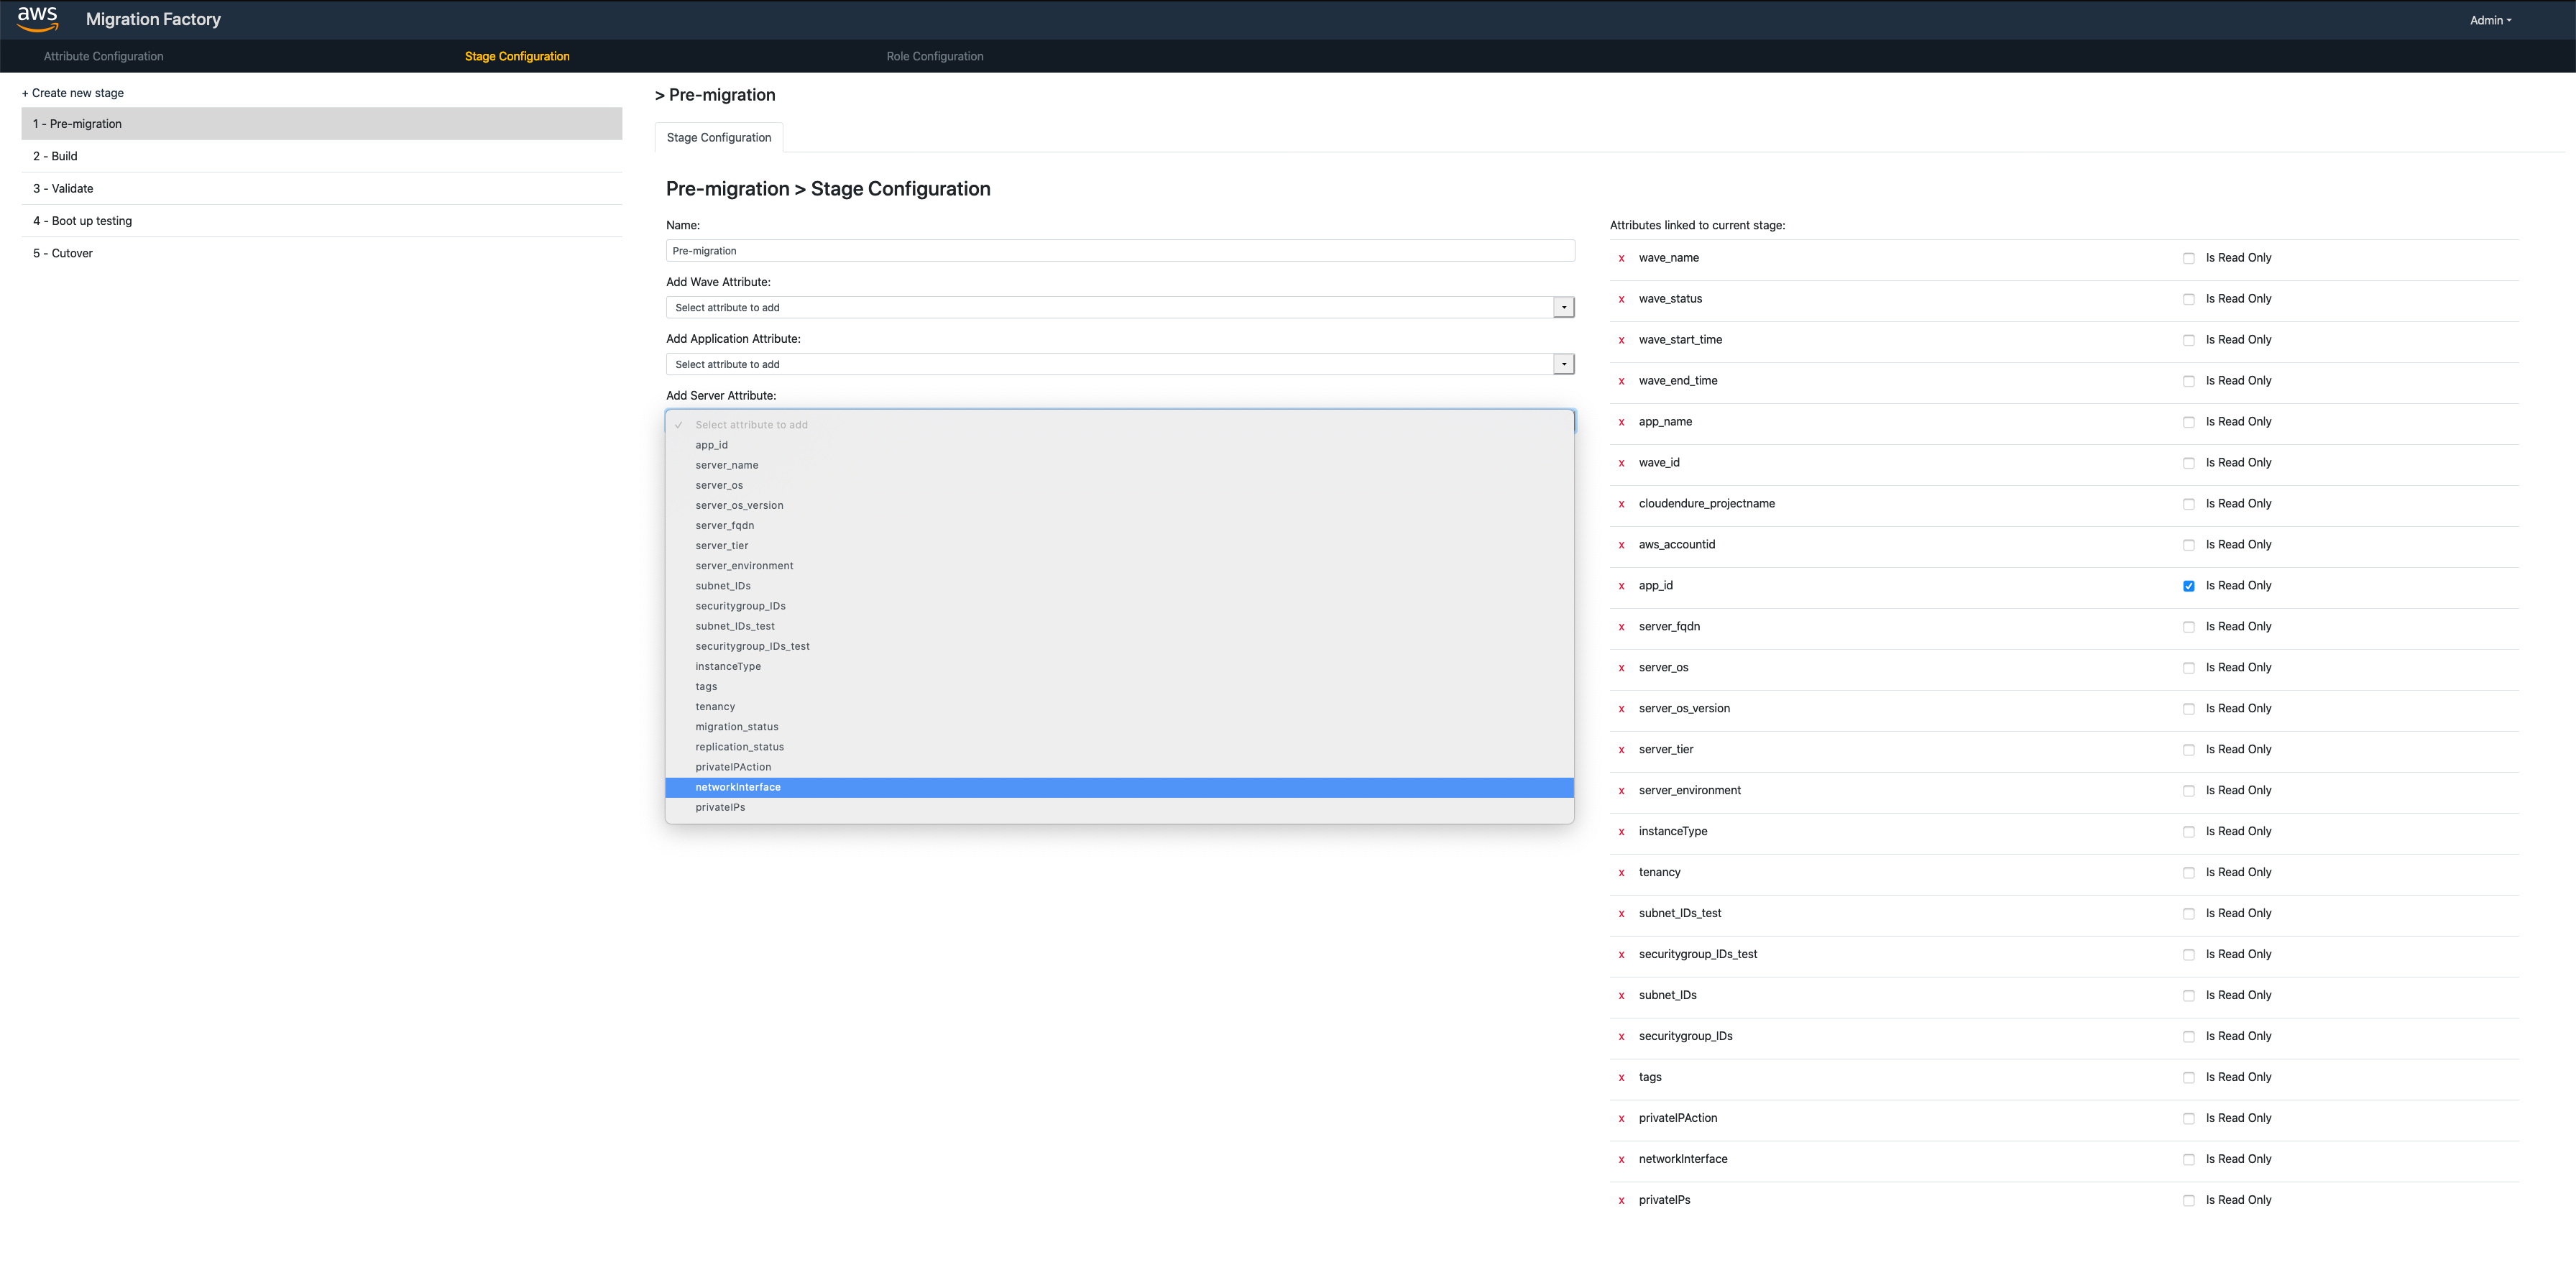 aws
Migration Factory
Admin
Attribute Configuration
Stage Configuration
Role Configuration
+ Create new stage
1 - Pre-migration
2 - Build
3 - Validate
4 - Boot up testing
5 - Cutover
> Pre-migration
Stage Configuration
Pre-migration > Stage Configuration
Name:
Pre-migration
Add Wave Attribute:
Select attribute to add
Add Application Attribute:
Select attribute to add
Add Server Attribute:
✓ Select attribute to add
app_id
server_name
server_os
server_os_version
server_fqdn
server_tier
server_environment
subnet_IDs
securitygroup_IDs
subnet_IDs_test
securitygroup_IDs_test
instanceType
tags
tenancy
migration_status
replication_status
privateIPAction
networkInterface
privateIPs
Attributes linked to current stage:
x wave_name Is Read Only
x wave_status Is Read Only
x wave_start_time Is Read Only
x wave_end_time Is Read Only
x app_name Is Read Only
x wave_id Is Read Only
x cloudendure_projectname Is Read Only
x aws_accountid Is Read Only
x app_id Is Read Only
x server_fqdn Is Read Only
x server_os Is Read Only
x server_os_version Is Read Only
x server_tier Is Read Only
x server_environment Is Read Only
x instanceType Is Read Only
x tenancy Is Read Only
x subnet_IDs_test Is Read Only
x securitygroup_IDs_test Is Read Only
x subnet_IDs Is Read Only
x securitygroup_IDs Is Read Only
x tags Is Read Only
x privateIPAction Is Read Only
x networkInterface Is Read Only
x privateIPs Is Read Only